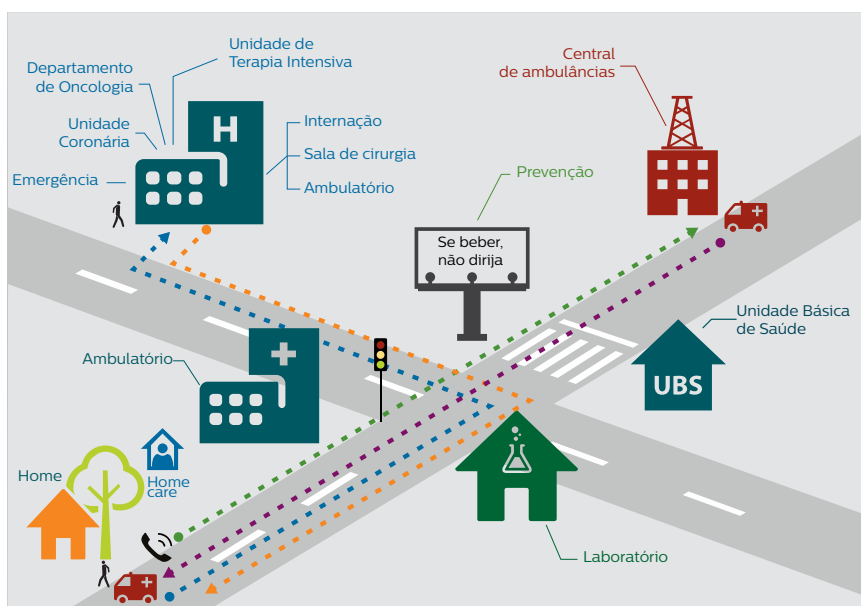 Unidade de
Terapia Intensiva
Departamento
de Oncologia
Unidade
Coronária
Emergência
H
Internação
Sala de cirurgia
Ambulatório
Central
de ambulâncias
Prevenção
Se beber,
não dirija
Unidade Básica
de Saúde
UBS
Ambulatório
Home
Home
care
Laboratório